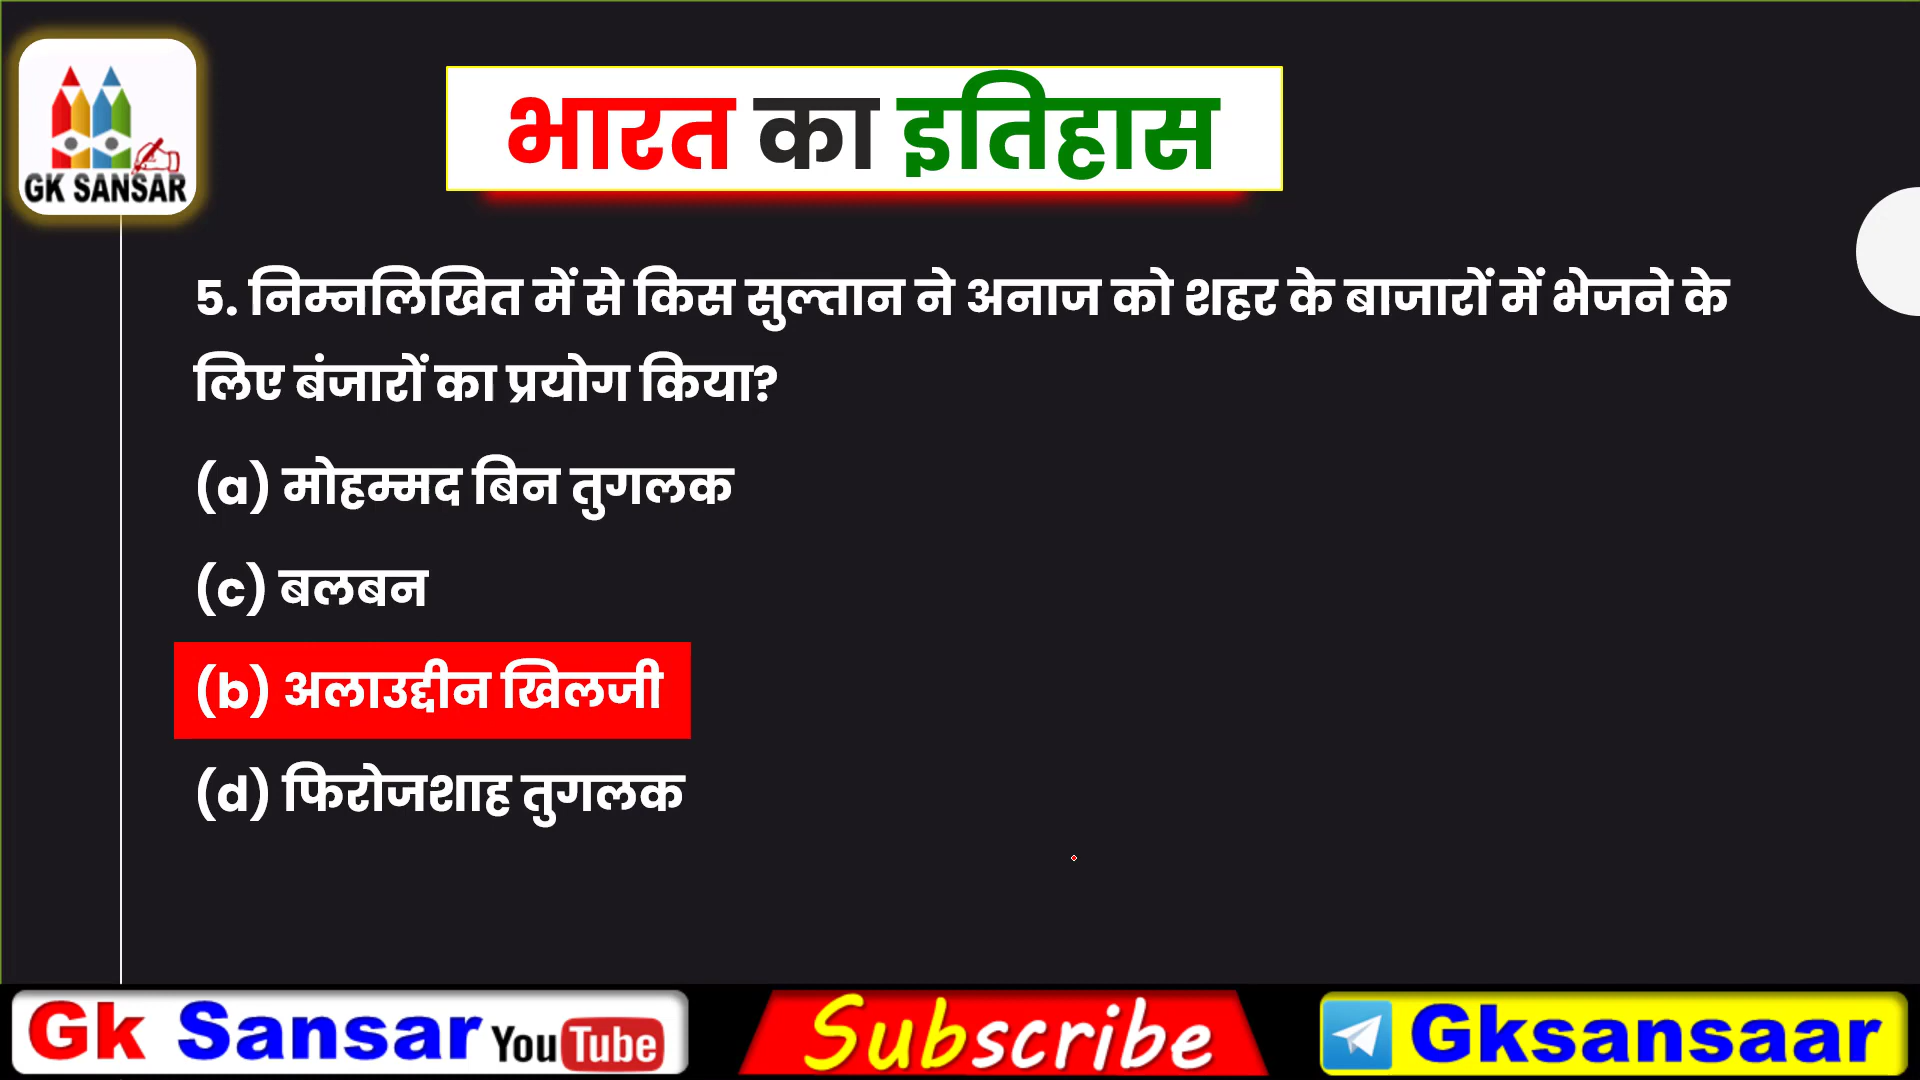 GK SANSAR
भारत का इतिहास
5. निम्नलिखित में से किस सुल्तान ने अनाज को शहर के बाजारों में भेजने के
लिए बंजारों का प्रयोग किया?
(a) मोहम्मद बिन तुगलक
(c) बलबन
(b) अलाउद्दीन खिलजी
(d) फिरोजशाह तुगलक
Gk Sansar YouTube Subscribe Gksansaar